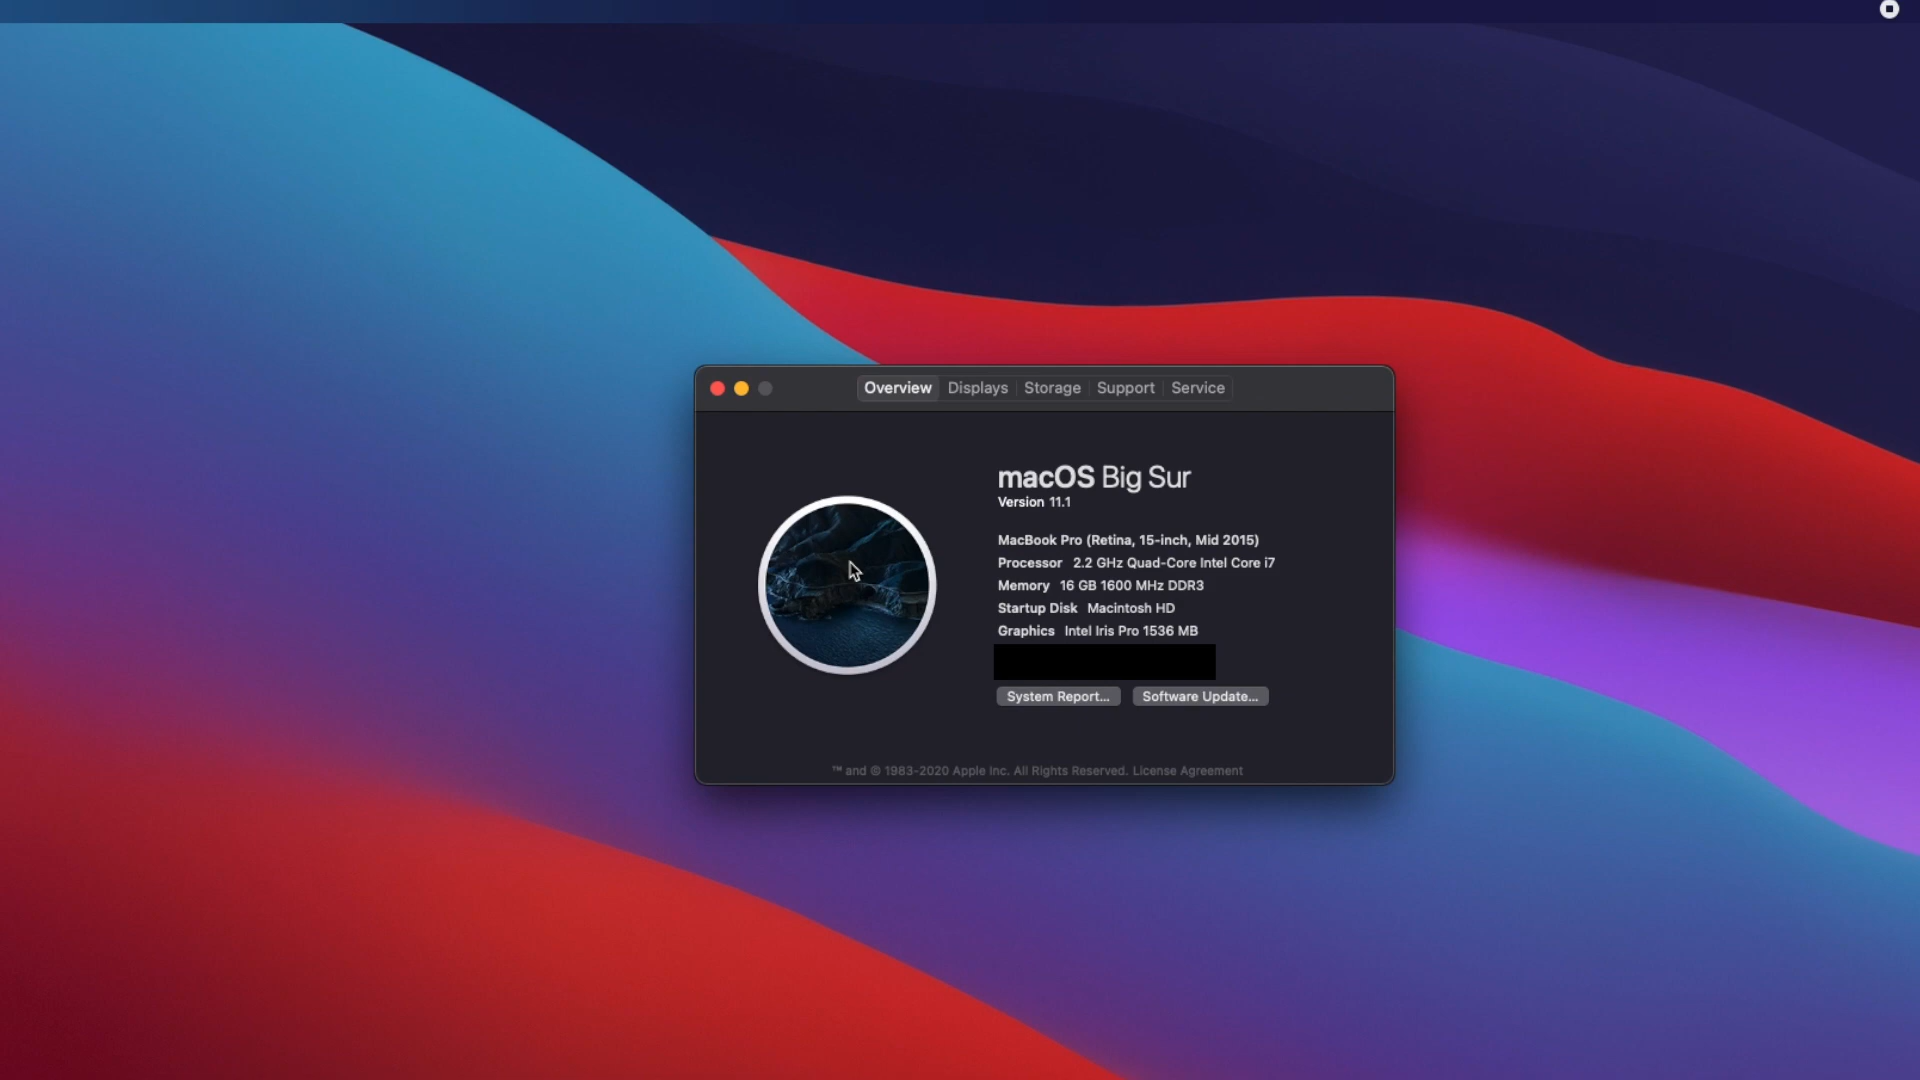 Overview Displays Storage Support Service
macOS Big Sur
Version 11.1
MacBook Pro (Retina, 15-inch, Mid 2015)
Processor 2.2 GHz Quad-Core Intel Core i7
Memory 16 GB 1600 MHz DDR3
Startup Disk Macintosh HD
Graphics Intel Iris Pro 1536 MB
System Report... Software Update...
™ and © 1983-2020 Apple Inc. All Rights Reserved. License Agreement